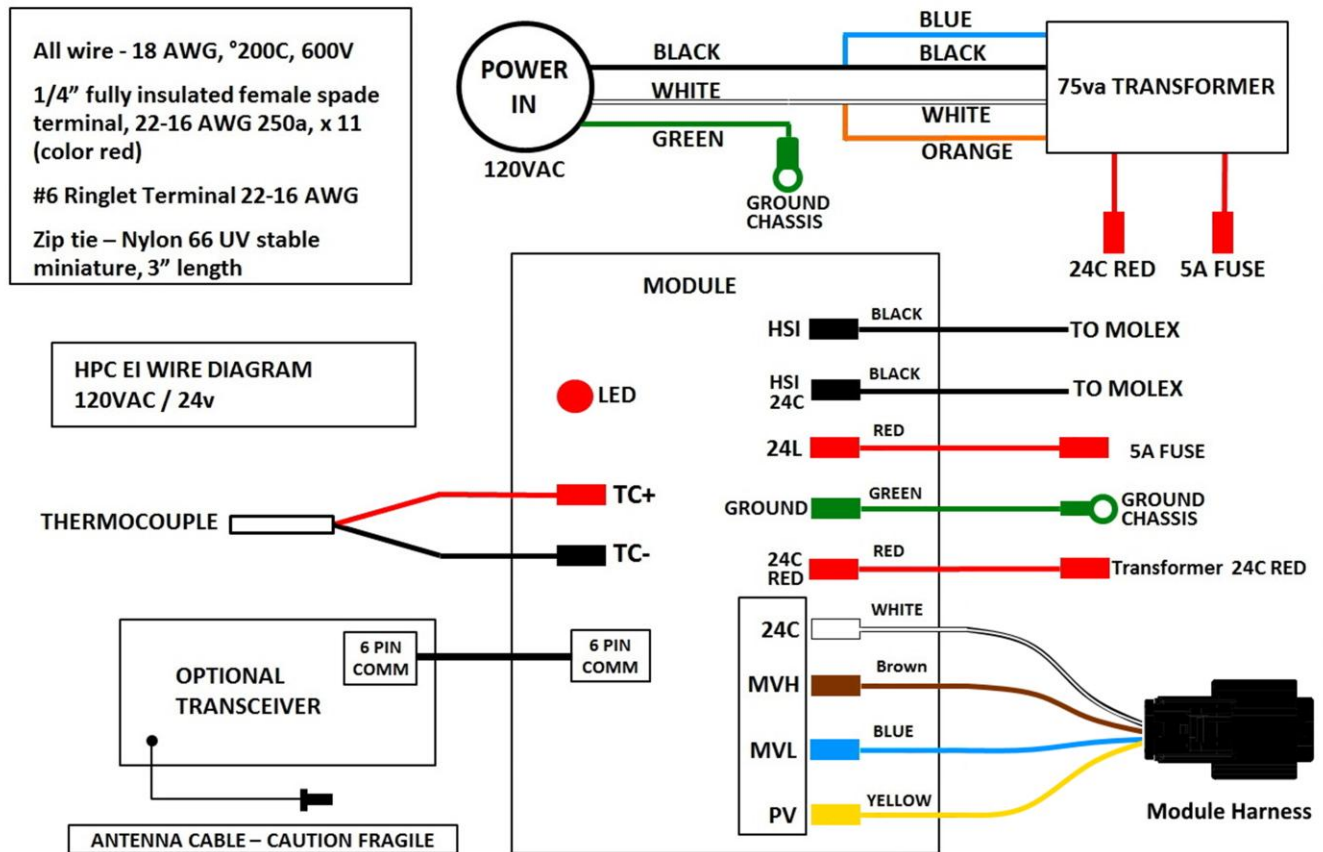 All wire - 18 AWG, °200C, 600V
1/4” fully insulated female spade
terminal, 22-16 AWG 250a, x 11
(color red)
#6 Ringlet Terminal 22-16 AWG
Zip tie – Nylon 66 UV stable
miniature, 3” length
POWER
IN
120VAC
BLACK
WHITE
GREEN
BLUE
BLACK
WHITE
ORANGE
75va TRANSFORMER
GROUND
CHASSIS
24C RED
5A FUSE
HPC EI WIRE DIAGRAM
120VAC / 24v
MODULE
LED
HSI
BLACK
TO MOLEX
HSI
24C
BLACK
TO MOLEX
24L
RED
5A FUSE
GROUND
GREEN
GROUND
CHASSIS
24C
RED
RED
Transformer 24C RED
THERMOCOUPLE
TC+
TC-
24C
WHITE
MVH
Brown
MVL
BLUE
PV
YELLOW
Module Harness
OPTIONAL
TRANSCEIVER
6 PIN
COMM
6 PIN
COMM
ANTENNA CABLE – CAUTION FRAGILE